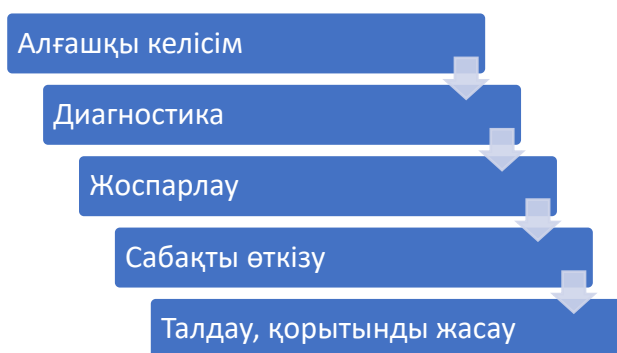 Алғашқы келісім
Диагностика
Жоспарлау
Сабақты өткізу
Талдау, қорытынды жасау